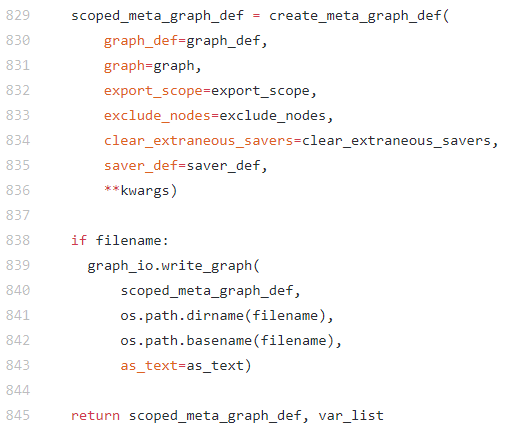 829 scoped_meta_graph_def = create_meta_graph_def(
830 graph_def=graph_def,
831 graph=graph,
832 export_scope=export_scope,
833 exclude_nodes=exclude_nodes,
834 clear_extraneous_savers=clear_extraneous_savers,
835 saver_def=saver_def,
836 **kwargs)
837
838 if filename:
839 graph_io.write_graph(
840 scoped_meta_graph_def,
841 os.path.dirname(filename),
842 os.path.basename(filename),
843 as_text=as_text)
844
845 return scoped_meta_graph_def, var_list